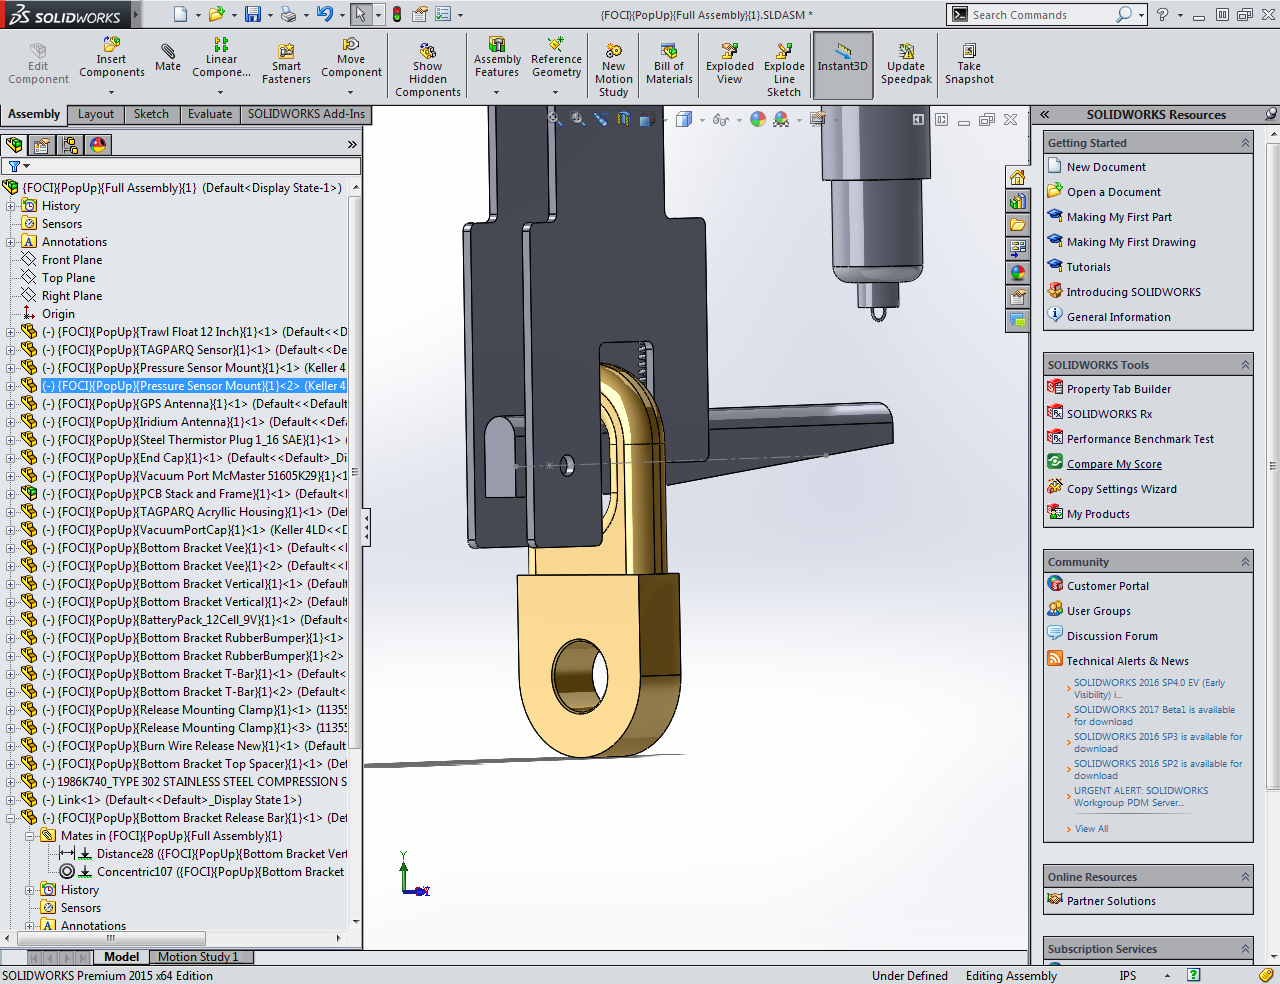 SOLIDWORKS
{FOCI}{PopUp}{Full Assembly}{1}.SLDASM *
Search Commands
Edit Component
Insert Components
Mate
Linear Compone...
Smart Fasteners
Move Component
Show Hidden Components
Assembly Features
Reference Geometry
New Motion Study
Bill of Materials
Exploded View
Explode Line Sketch
Instant3D
Update Speedpak
Take Snapshot
Assembly
Layout
Sketch
Evaluate
SOLIDWORKS Add-Ins
{FOCI}{PopUp}{Full Assembly}{1} (Default<Display State-1>)
History
Sensors
Annotations
Front Plane
Top Plane
Right Plane
Origin
(-) {FOCI}{PopUp}{Trawl Float 12 Inch}{1}<1> (Default<<D
(-) {FOCI}{PopUp}{TAGPARQ Sensor}{1}<1> (Default<<De
(-) {FOCI}{PopUp}{Pressure Sensor Mount}{1}<1> (Keller 4
(-) {FOCI}{PopUp}{Pressure Sensor Mount}{1}<2> (Keller 4
(-) {FOCI}{PopUp}{GPS Antenna}{1}<1> (Default<<Default
(-) {FOCI}{PopUp}{Iridium Antenna}{1}<1> (Default<<Def
(-) {FOCI}{PopUp}{Steel Thermistor Plug 1_16 SAE}{1}<1> (
(-) {FOCI}{PopUp}{End Cap}{1}<1> (Default<<Default>_Di
(-) {FOCI}{PopUp}{Vacuum Port McMaster 51605K29}{1}<1
(-) {FOCI}{PopUp}{PCB Stack and Frame}{1}<1> (Default<
(-) {FOCI}{PopUp}{TAGPARQ Acryllic Housing}{1}<1> (Def
(-) {FOCI}{PopUp}{VacuumPortCap}{1}<1> (Keller 4LD<<D
(-) {FOCI}{PopUp}{Bottom Bracket Vee}{1}<1> (Default<<
(-) {FOCI}{PopUp}{Bottom Bracket Vee}{1}<2> (Default<<
(-) {FOCI}{PopUp}{Bottom Bracket Vertical}{1}<1> (Defaul
(-) {FOCI}{PopUp}{Bottom Bracket Vertical}{1}<2> (Defaul
(-) {FOCI}{PopUp}{BatteryPack_12Cell_9V}{1}<1> (Default
(-) {FOCI}{PopUp}{Bottom Bracket RubberBumper}{1}<1>
(-) {FOCI}{PopUp}{Bottom Bracket RubberBumper}{1}<2>
(-) {FOCI}{PopUp}{Bottom Bracket T-Bar}{1}<1> (Default<
(-) {FOCI}{PopUp}{Bottom Bracket T-Bar}{1}<2> (Default<
(-) {FOCI}{PopUp}{Release Mounting Clamp}{1}<1> (11355
(-) {FOCI}{PopUp}{Release Mounting Clamp}{1}<3> (11355
(-) {FOCI}{PopUp}{Burn Wire Release New}{1}<1> (Default
(-) {FOCI}{PopUp}{Bottom Bracket Top Spacer}{1}<1> (Def
(-) 1986K740_TYPE 302 STAINLESS STEEL COMPRESSION S
(-) Link<1> (Default<<Default>_Display State 1>)
(-) {FOCI}{PopUp}{Bottom Bracket Release Bar}{1}<1> (Def
Mates in {FOCI}{PopUp}{Full Assembly}{1}
Distance28 ({FOCI}{PopUp}{Bottom Bracket Vert
Concentric107 ({FOCI}{PopUp}{Bottom Bracket
History
Sensors
Annotations
Y
SOLIDWORKS Resources
Getting Started
New Document
Open a Document
Making My First Part
Making My First Drawing
Tutorials
Introducing SOLIDWORKS
General Information
SOLIDWORKS Tools
Property Tab Builder
SOLIDWORKS Rx
Performance Benchmark Test
Compare My Score
Copy Settings Wizard
My Products
Community
Customer Portal
User Groups
Discussion Forum
Technical Alerts & News
SOLIDWORKS 2016 SP4.0 EV (Early
Visibility) i...
SOLIDWORKS 2017 Beta1 is available
for download
SOLIDWORKS 2016 SP3 is available for
download
SOLIDWORKS 2016 SP2 is available for
download
URGENT ALERT: SOLIDWORKS
Workgroup PDM Server...
View All
Online Resources
Partner Solutions
Subscription Services
Model
Motion Study 1
SOLIDWORKS Premium 2015 x64 Edition
Under Defined
Editing Assembly
IPS